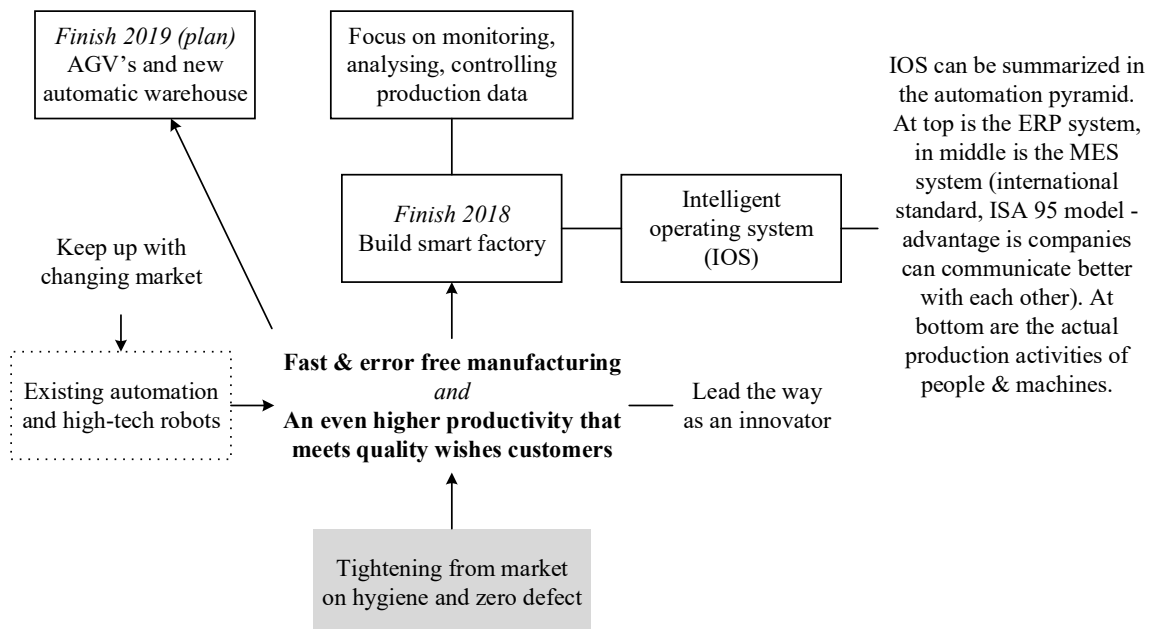 Finish 2019 (plan)
AGV's and new
automatic warehouse
Focus on monitoring,
analysing, controlling
production data
IOS can be summarized in
the automation pyramid.
At top is the ERP system,
in middle is the MES
system (international
standard, ISA 95 model -
advantage is companies
can communicate better
with each other). At
bottom are the actual
production activities of
people & machines.
Finish 2018
Build smart factory
Intelligent
operating system
(IOS)
Keep up with
changing market
Existing automation
and high-tech robots
Fast & error free manufacturing
and
An even higher productivity that
meets quality wishes customers
Lead the way
as an innovator
Tightening from market
on hygiene and zero defect